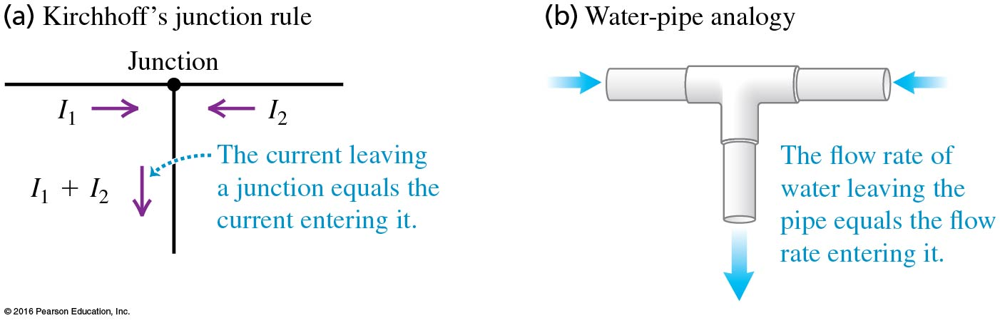 (a) Kirchhoff’s junction rule
Junction
I₁
I₂
I₁ + I₂
The current leaving
a junction equals the
current entering it.
(b) Water-pipe analogy
The flow rate of
water leaving the
pipe equals the flow
rate entering it.
© 2016 Pearson Education, Inc.